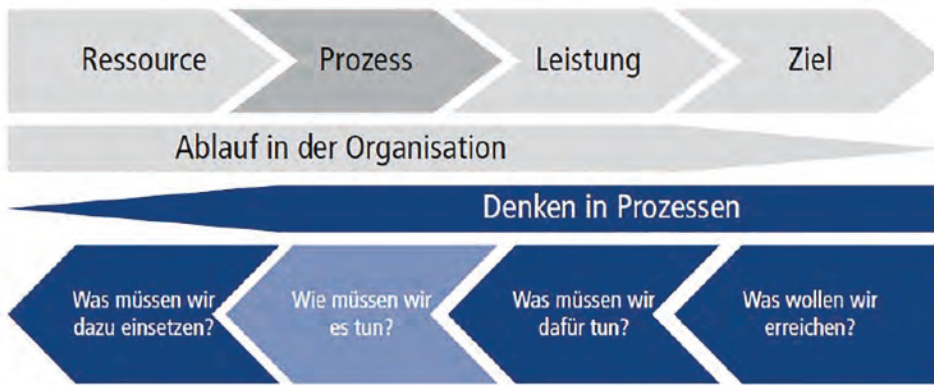 Ressource
Prozess
Leistung
Ziel
Ablauf in der Organisation
Denken in Prozessen
Was müssen wir
dazu einsetzen?
Wie müssen wir
es tun?
Was müssen wir
dafür tun?
Was wollen wir
erreichen?